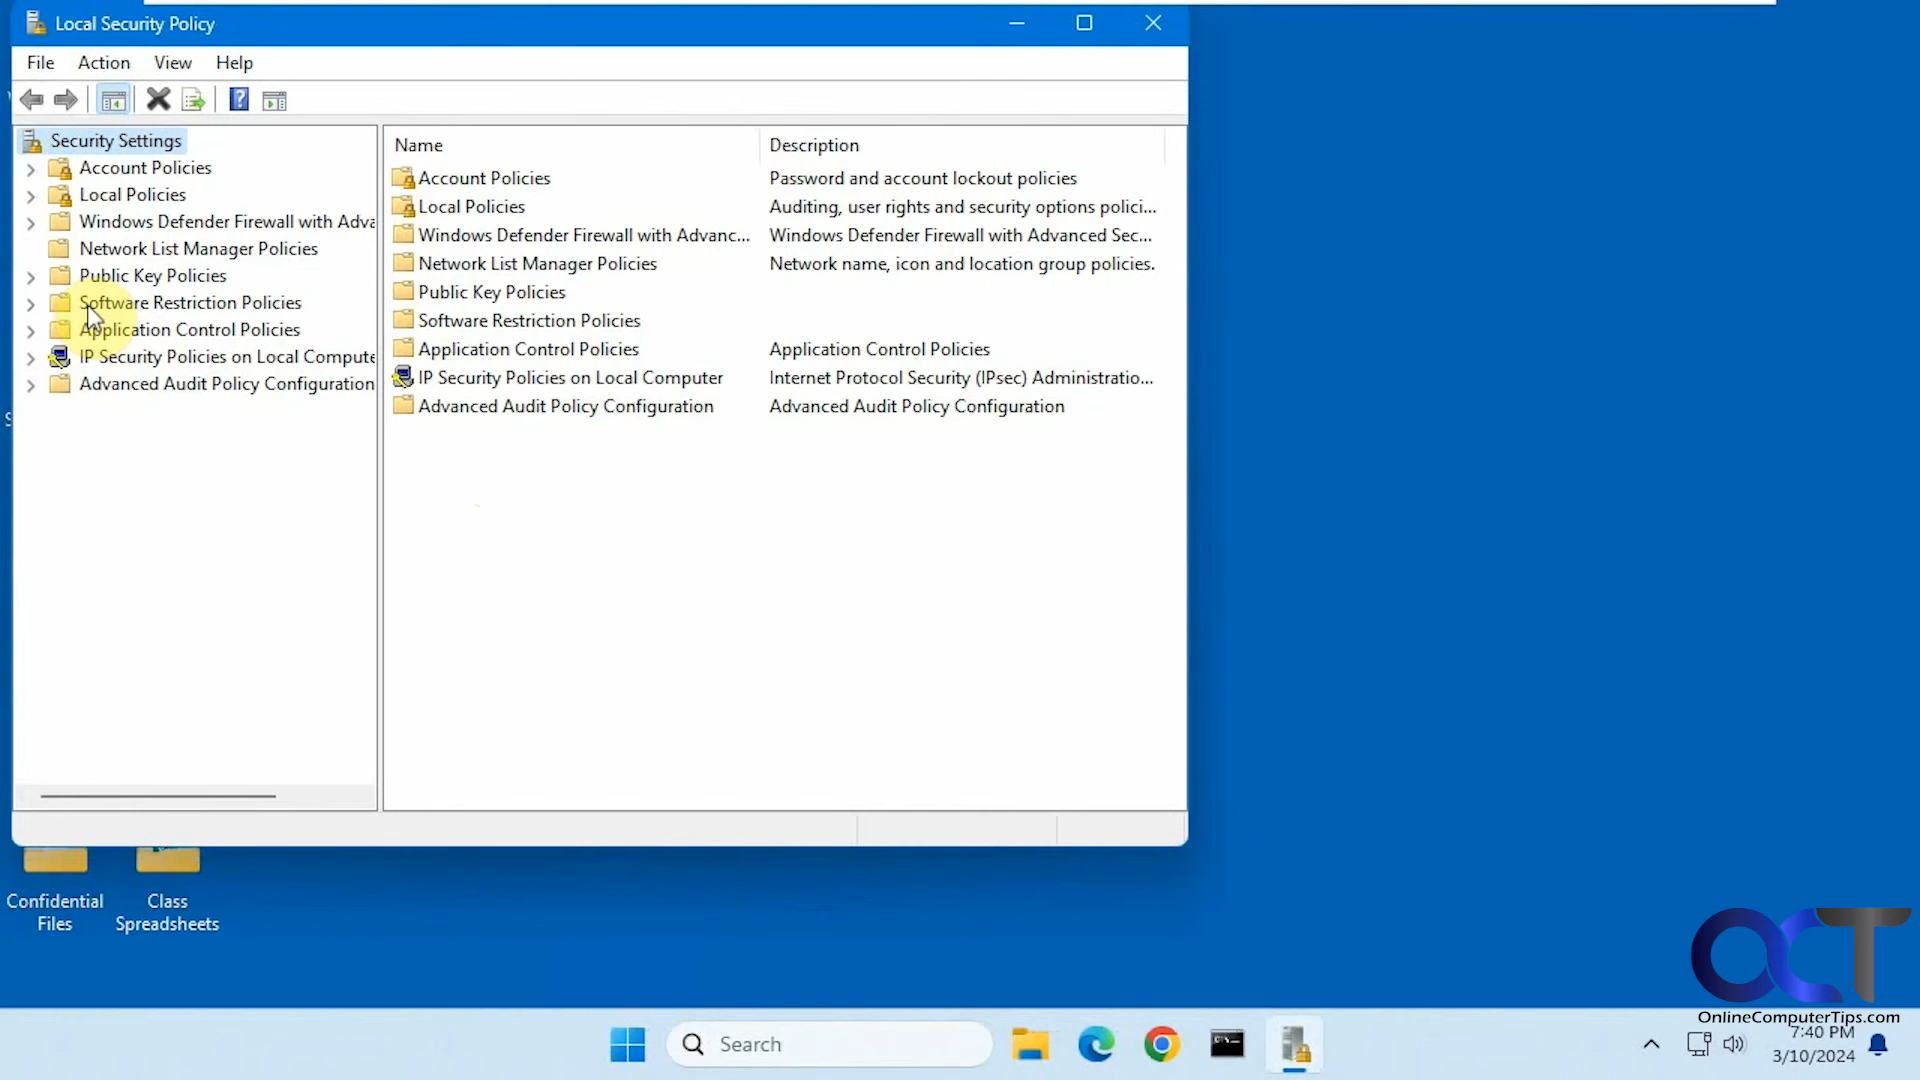 Local Security Policy
File Action View Help
Security Settings
Account Policies
Local Policies
Windows Defender Firewall with Adva
Network List Manager Policies
Public Key Policies
Software Restriction Policies
Application Control Policies
IP Security Policies on Local Compute
Advanced Audit Policy Configuration
Name Description
Account Policies Password and account lockout policies
Local Policies Auditing, user rights and security options polici...
Windows Defender Firewall with Advanc... Windows Defender Firewall with Advanced Sec...
Network List Manager Policies Network name, icon and location group policies.
Public Key Policies
Software Restriction Policies
Application Control Policies Application Control Policies
IP Security Policies on Local Computer Internet Protocol Security (IPsec) Administratio...
Advanced Audit Policy Configuration Advanced Audit Policy Configuration
Confidential
Files
Class
Spreadsheets
OCT
OnlineComputerTips.com
Search
7:40 PM
3/10/2024